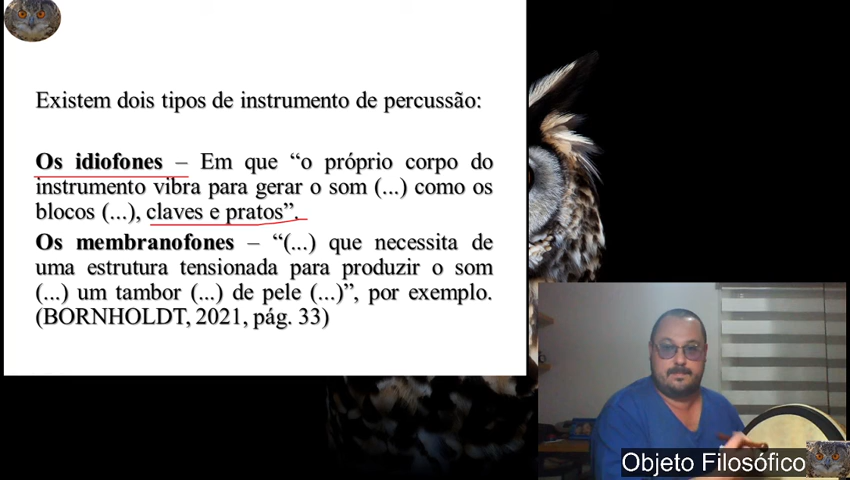 Existem dois tipos de instrumento de percussão:
Os idiofones – Em que “o próprio corpo do
instrumento vibra para gerar o som (...) como os
blocos (...), claves e pratos”.
Os membranofones – “(...) que necessita de
uma estrutura tensionada para produzir o som
(...) um tambor (...) de pele (...)”, por exemplo.
(BORNHOLDT, 2021, pág. 33)
Objeto Filosófico